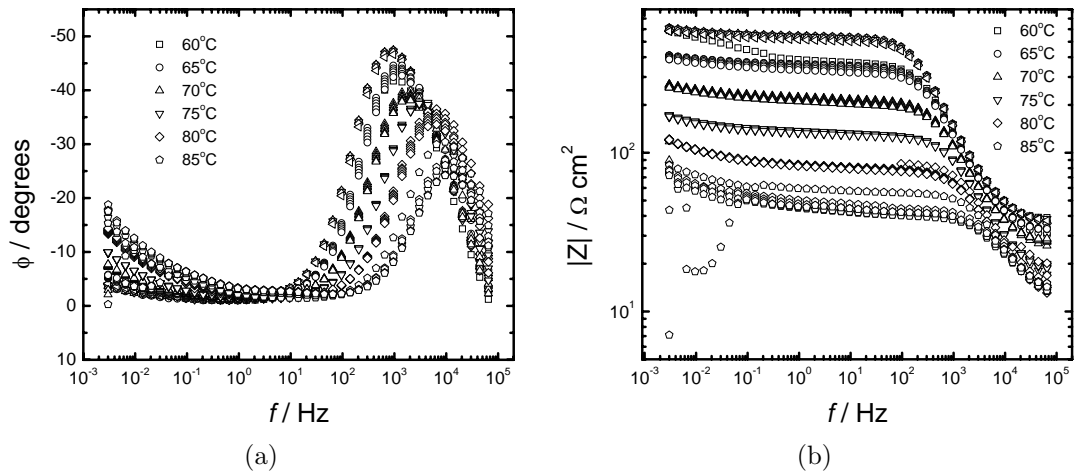 -50
-40
-30
-20
-10
0
10
ϕ / degrees
60°C
65°C
70°C
75°C
80°C
85°C
10⁻³ 10⁻² 10⁻¹ 10⁰ 10¹ 10² 10³ 10⁴ 10⁵
f / Hz
(a)
10²
10¹
|Z| / Ω cm²
60°C
65°C
70°C
75°C
80°C
85°C
10⁻³ 10⁻² 10⁻¹ 10⁰ 10¹ 10² 10³ 10⁴ 10⁵
f / Hz
(b)